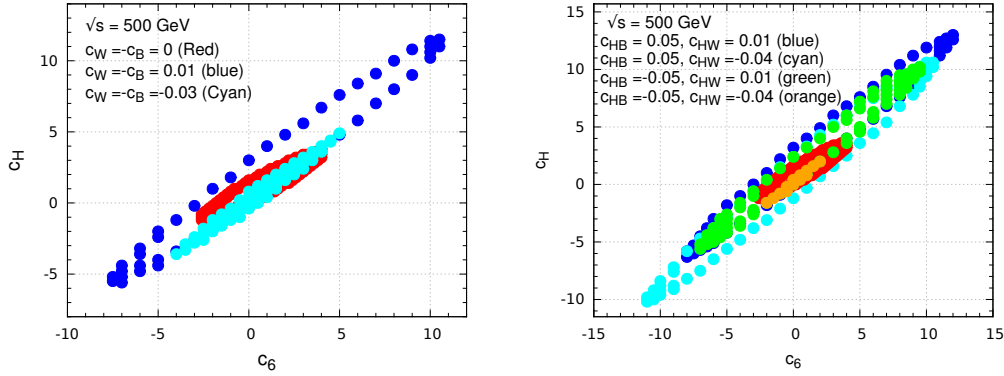 √s = 500 GeV
c_W=-c_B= 0 (Red)
c_W=-c_B= 0.01 (blue)
c_W=-c_B=-0.03 (Cyan)
10
5
0
-5
-10
-5
0
5
10
c_H
c_6
√s = 500 GeV
c_HB = 0.05, c_HW= 0.01 (blue)
c_HB = 0.05, c_HW=-0.04 (cyan)
c_HB =-0.05, c_HW= 0.01 (green)
c_HB =-0.05, c_HW=-0.04 (orange)
15
10
5
0
-5
-10
-15
-10
-5
0
5
10
15
c_H
c_6